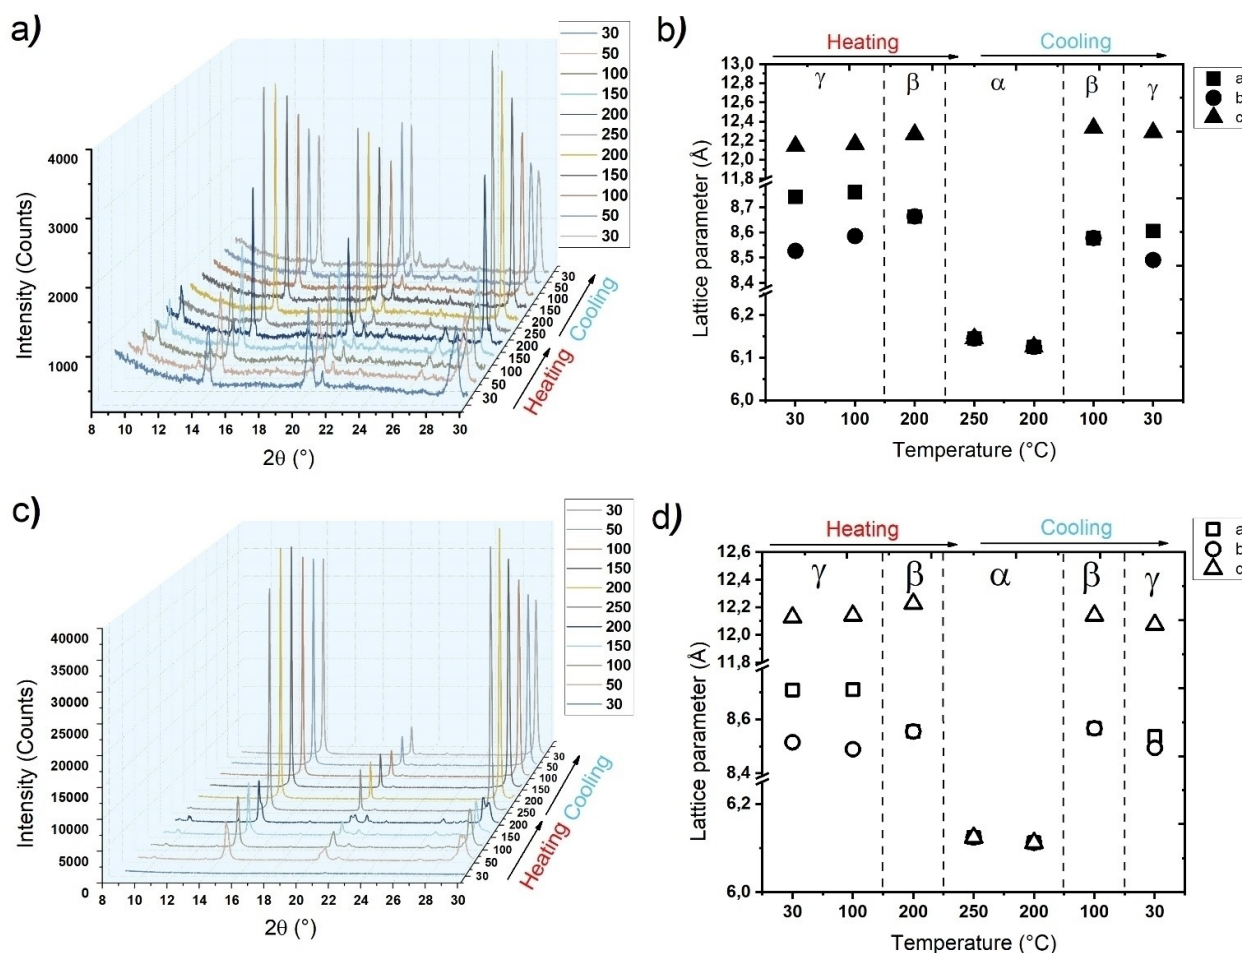 a)
30
50
100
150
200
250
200
150
100
50
30
4000
3000
2000
1000
Intensity (Counts)
8 10 12 14 16 18 20 22 24 26 28 30
2θ (°)
30
50
100
150
200
250
200
150
100
50
30
Heating
Cooling
b)
Heating
Cooling
γ β α β γ
a
b
c
13,0
12,8
12,6
12,4
12,2
12,0
11,8
8,7
8,6
8,5
6,2
6,1
6,0
Lattice parameter (Å)
30 100 200 250 200 100 30
Temperature (°C)
c)
30
50
100
150
200
250
200
150
100
50
30
40000
35000
30000
25000
20000
15000
10000
5000
0
Intensity (Counts)
8 10 12 14 16 18 20 22 24 26 28 30
2θ (°)
30
50
100
150
200
250
200
150
100
50
30
Heating
Cooling
d)
Heating
Cooling
γ β α β γ
a
b
c
12,6
12,4
12,2
12,0
11,8
8,6
8,4
6,2
6,0
Lattice parameter (Å)
30 100 200 250 200 100 30
Temperature (°C)